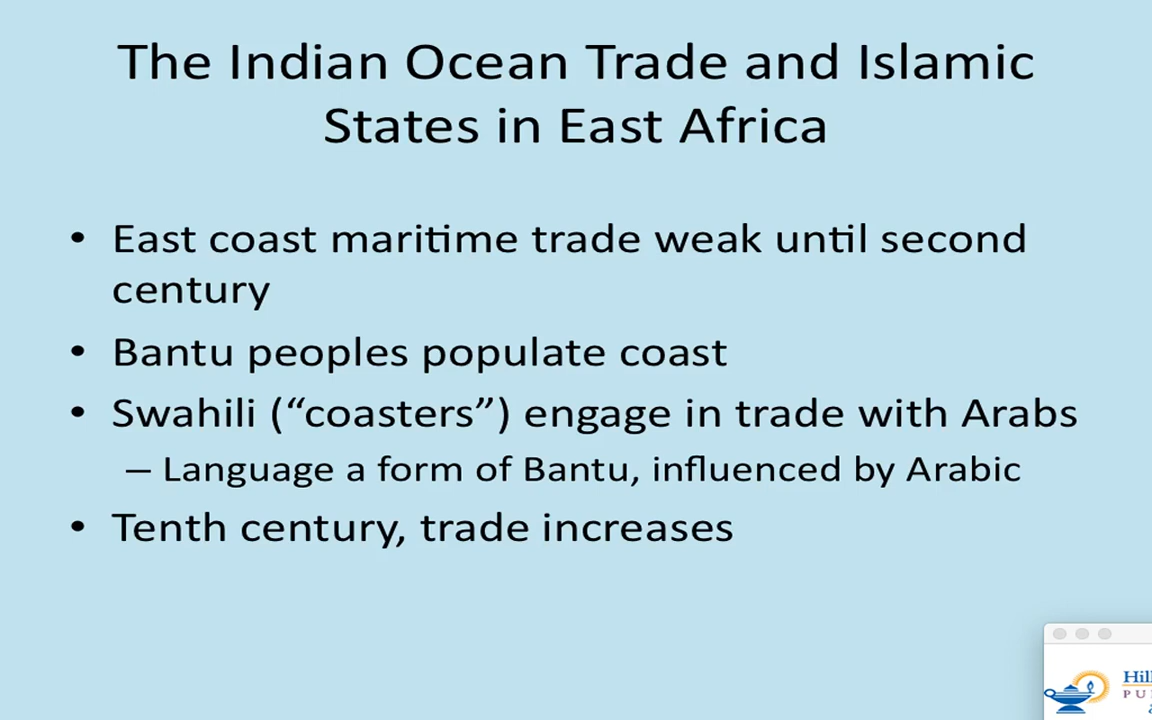 The Indian Ocean Trade and Islamic
States in East Africa
• East coast maritime trade weak until second
century
• Bantu peoples populate coast
• Swahili (“coasters”) engage in trade with Arabs
– Language a form of Bantu, influenced by Arabic
• Tenth century, trade increases